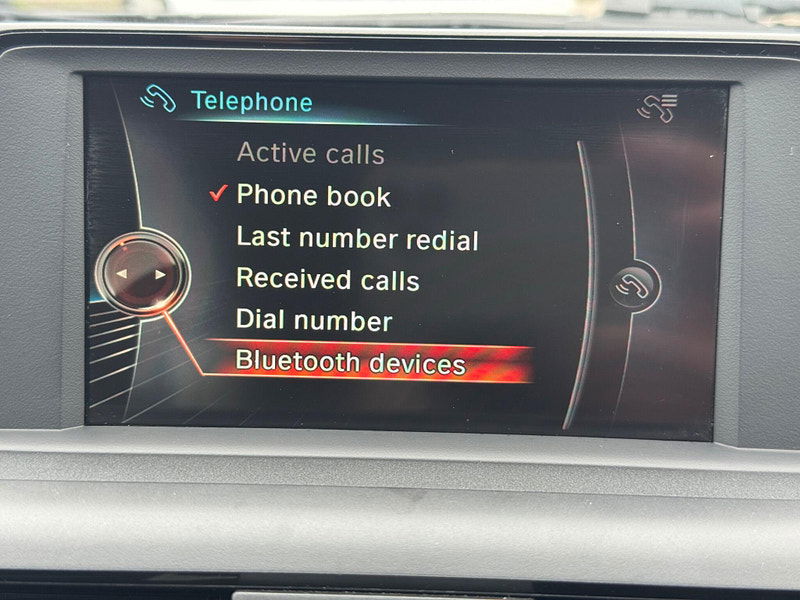 Telephone
Active calls
Phone book
Last number redial
Received calls
Dial number
Bluetooth devices